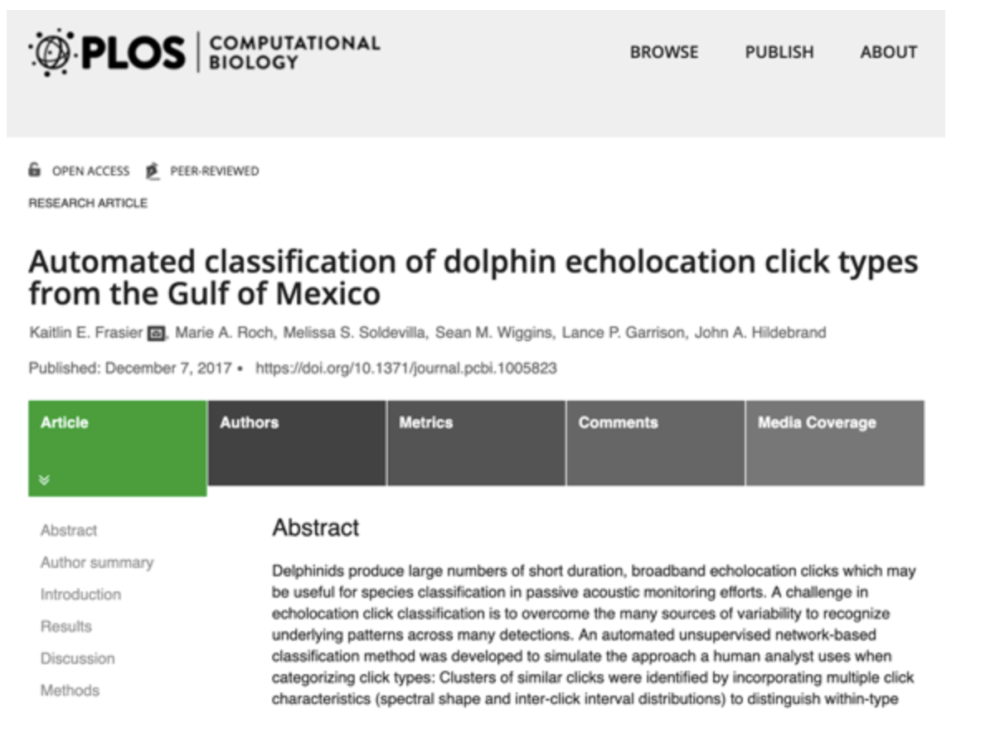 PLOS COMPUTATIONAL BIOLOGY
BROWSE PUBLISH ABOUT
OPEN ACCESS PEER-REVIEWED
RESEARCH ARTICLE
Automated classification of dolphin echolocation click types
from the Gulf of Mexico
Kaitlin E. Frasier, Marie A. Roch, Melissa S. Soldevilla, Sean M. Wiggins, Lance P. Garrison, John A. Hildebrand
Published: December 7, 2017 • https://doi.org/10.1371/journal.pcbi.1005823
Article Authors Metrics Comments Media Coverage
Abstract
Author summary
Introduction
Results
Discussion
Methods
Abstract
Delphinids produce large numbers of short duration, broadband echolocation clicks which may
be useful for species classification in passive acoustic monitoring efforts. A challenge in
echolocation click classification is to overcome the many sources of variability to recognize
underlying patterns across many detections. An automated unsupervised network-based
classification method was developed to simulate the approach a human analyst uses when
categorizing click types: Clusters of similar clicks were identified by incorporating multiple click
characteristics (spectral shape and inter-click interval distributions) to distinguish within-type